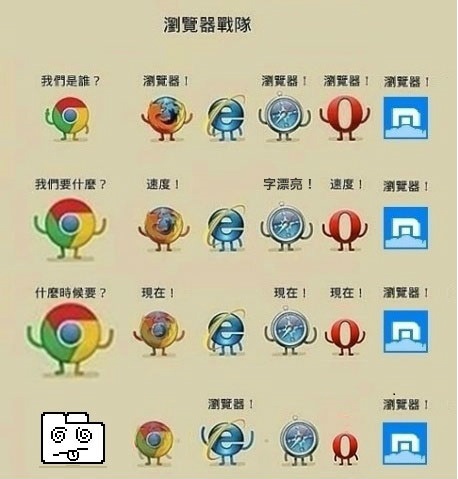 瀏覽器戰隊
我們是誰？ 瀏覽器！ 瀏覽器！ 瀏覽器！ 瀏覽器！
我們要什麼？ 速度！ 字漂亮！ 速度！ 瀏覽器！
什麼時候要？ 現在！ 現在！ 現在！ 瀏覽器！
瀏覽器！ 瀏覽器！